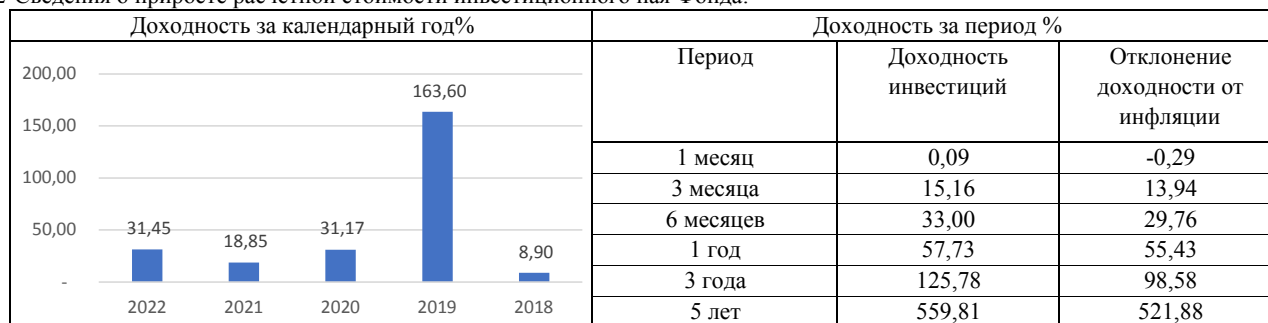 Доходность за календарный год%
Доходность за период %
200,00
150,00
100,00
50,00
-
31,45
18,85
31,17
163,60
8,90
2022 2021 2020 2019 2018
Период Доходность инвестиций Отклонение доходности от инфляции
1 месяц 0,09 -0,29
3 месяца 15,16 13,94
6 месяцев 33,00 29,76
1 год 57,73 55,43
3 года 125,78 98,58
5 лет 559,81 521,88